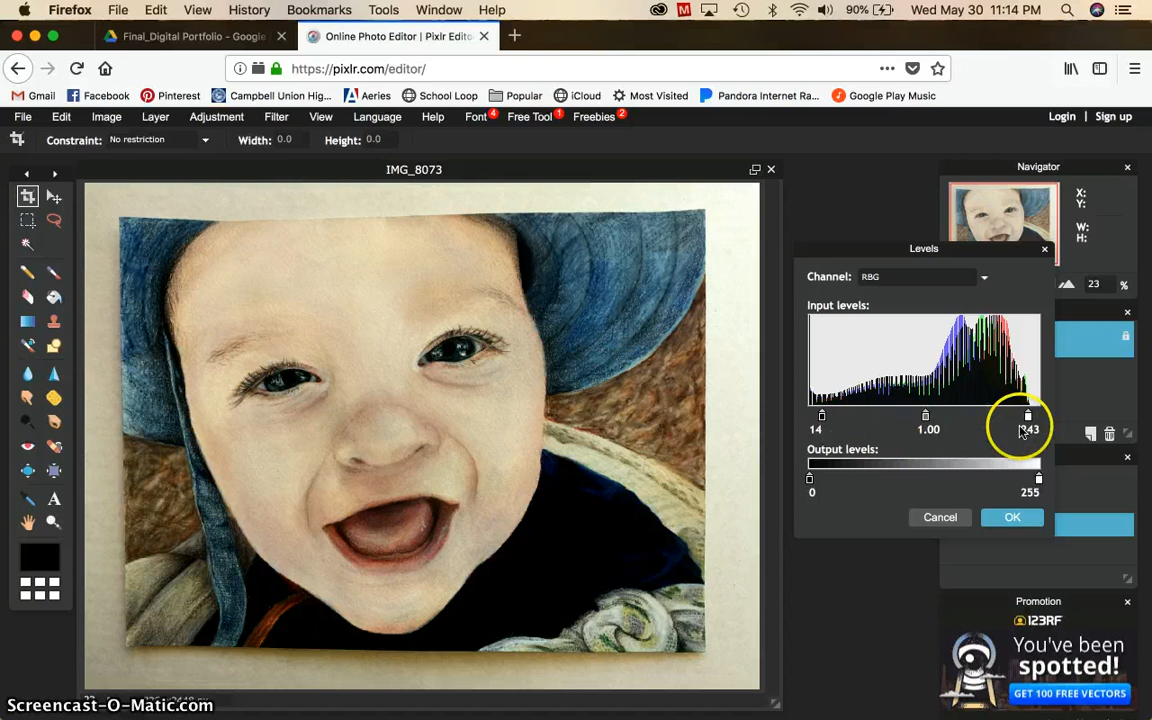 Firefox File Edit View History Bookmarks Tools Window Help 90% Wed May 30 11:14 PM
Final_Digital Portfolio - Google
Online Photo Editor | Pixlr Edito
https://pixlr.com/editor/
Gmail Facebook Pinterest Campbell Union Hig... Aeries School Loop Popular iCloud Most Visited Pandora Internet Ra... Google Play Music
File Edit Image Layer Adjustment Filter View Language Help Font 4 Free Tool 1 Freebies 2 Login | Sign up
Constraint: No restriction Width: 0.0 Height: 0.0
IMG_8073
Navigator
X:
Y:
W:
H:
23 %
Levels
Channel: RBG
Input levels:
14 1.00 243
Output levels:
0 255
Cancel OK
A
Promotion
123RF
You've been
spotted!
GET 100 FREE VECTORS
Screencast-O-Matic.com